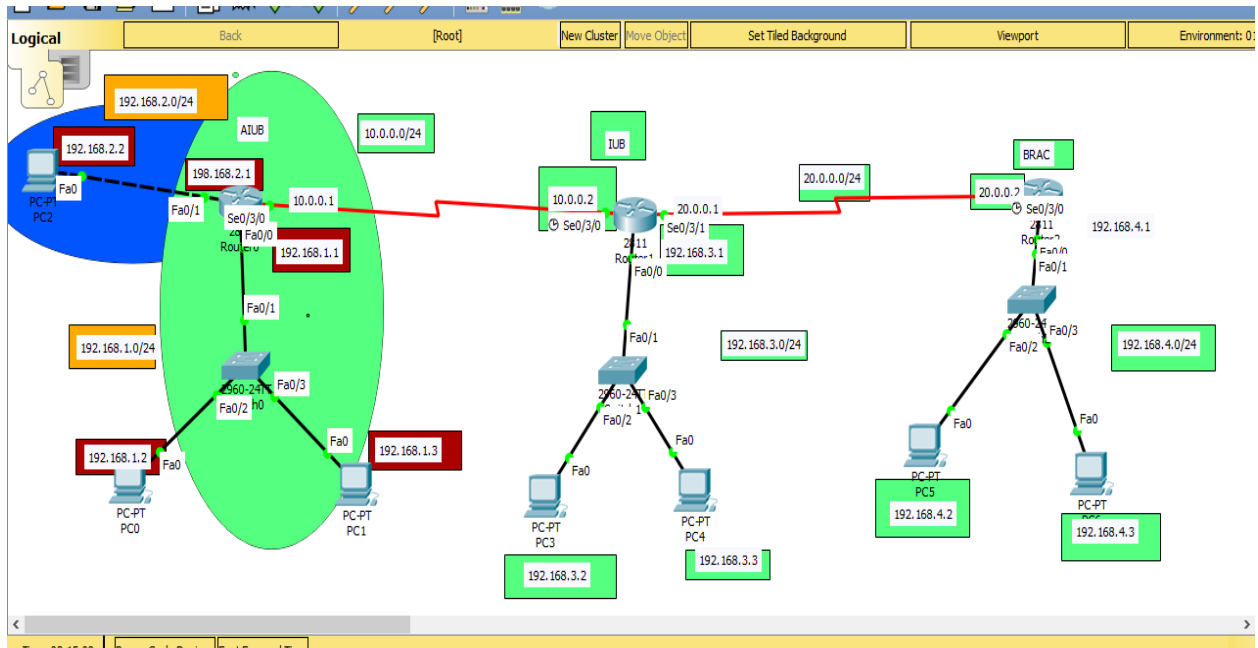 Logical
Back
[Root]
New Cluster
Move Object
Set Tiled Background
Viewport
Environment: 01
192.168.2.0/24
AIUB
10.0.0.0/24
IUB
BRAC
192.168.2.2
198.168.2.1
10.0.0.1
10.0.0.2
20.0.0.1
20.0.0.0/24
20.0.0.2
Fa0
PC-PT
PC2
Fa0/1
Se0/3/0
Fa0/0
Router0
192.168.1.1
Se0/3/0
Se0/3/1
2811
Fa0/0
192.168.3.1
Se0/3/0
2811
192.168.4.1
Fa0/0
Fa0/1
Fa0/1
Fa0/1
192.168.1.0/24
192.168.3.0/24
192.168.4.0/24
2960-24TT
Fa0/3
Fa0/2
Fa0/3
Fa0/2
Fa0/3
Fa0/2
192.168.1.2
Fa0
Fa0
192.168.1.3
Fa0
Fa0
Fa0
Fa0
PC-PT
PC0
PC-PT
PC1
PC-PT
PC3
PC-PT
PC4
PC-PT
PC5
PC-PT
192.168.3.2
192.168.3.3
192.168.4.2
192.168.4.3